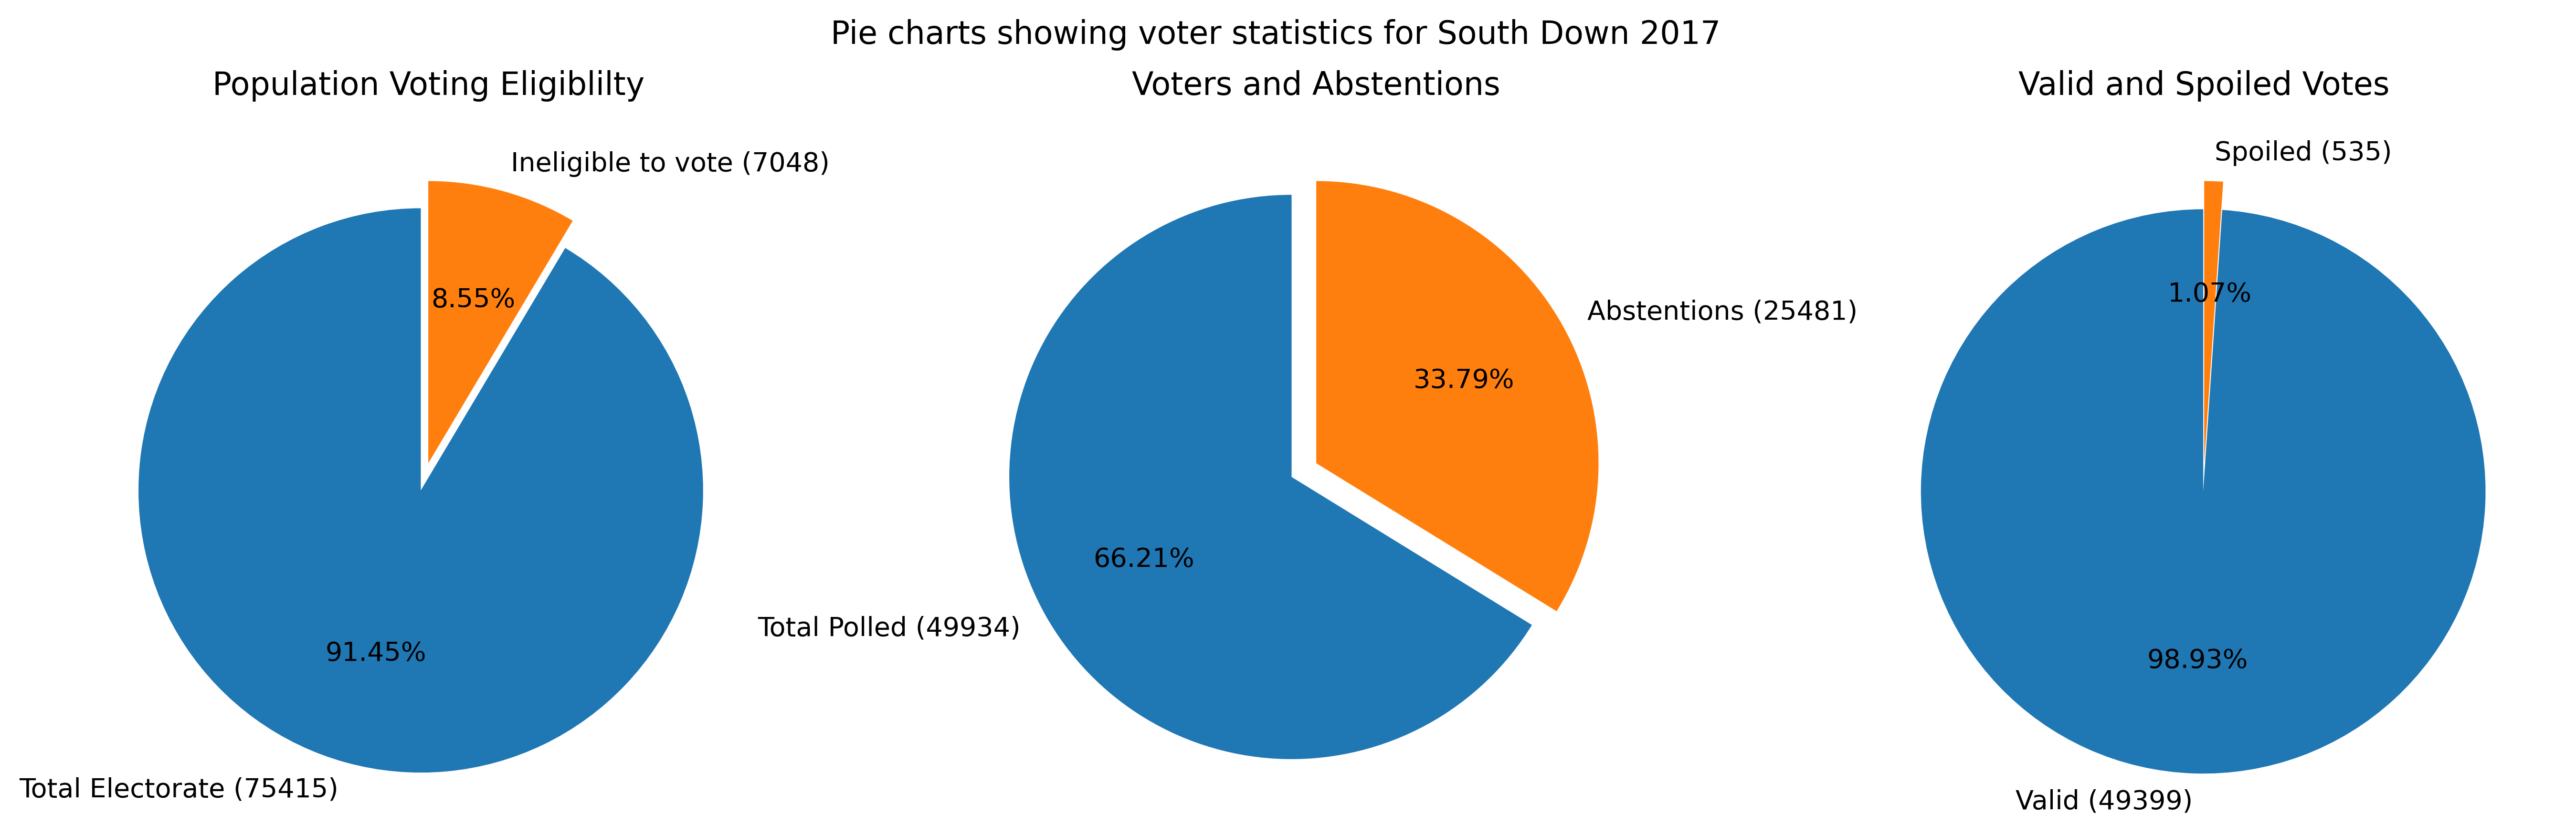 Pie charts showing voter statistics for South Down 2017
Population Voting Eligiblilty
Ineligible to vote (7048)
8.55%
91.45%
Total Electorate (75415)
Voters and Abstentions
Abstentions (25481)
33.79%
66.21%
Total Polled (49934)
Valid and Spoiled Votes
Spoiled (535)
1.07%
98.93%
Valid (49399)